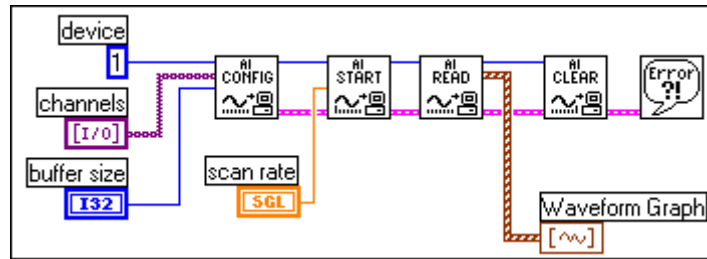 device
1
channels
[I/O]
buffer size
I32
AI
CONFIG
AI
START
AI
READ
AI
CLEAR
Error
?!
scan rate
SGL
Waveform Graph